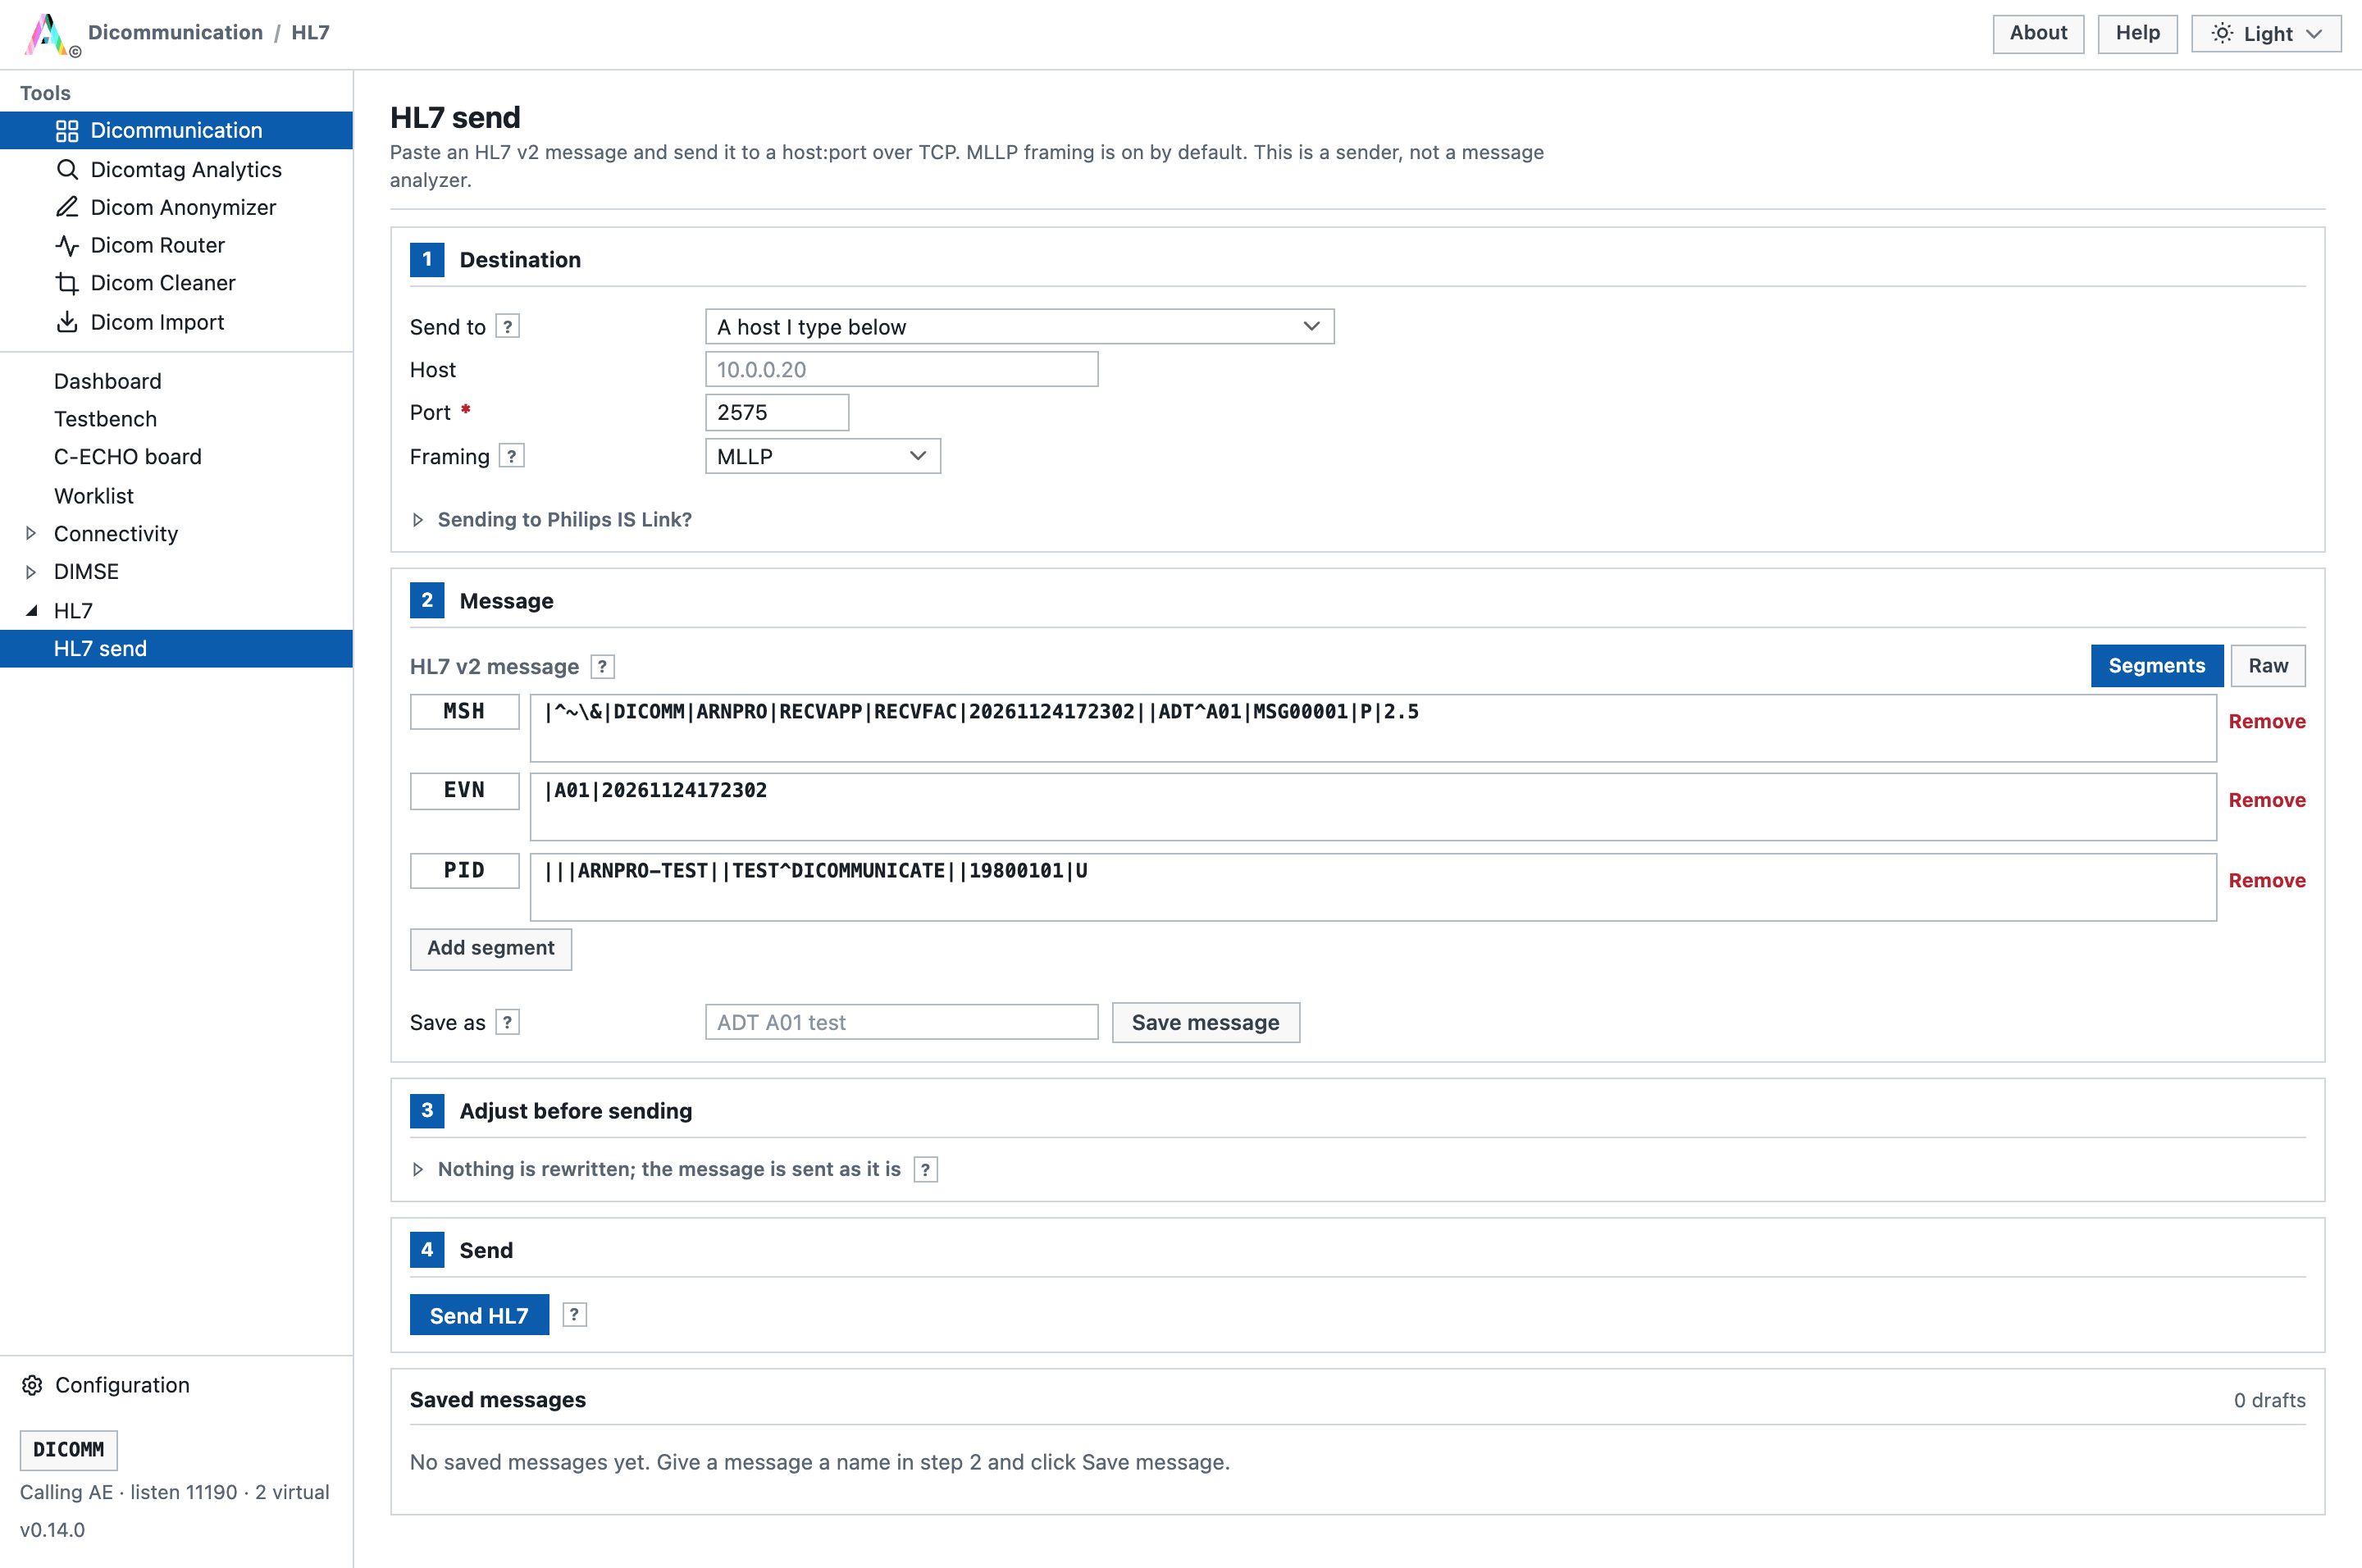 Dicommunication / HL7
About
Help
Light
Tools
Dicommunication
Dicomtag Analytics
Dicom Anonymizer
Dicom Router
Dicom Cleaner
Dicom Import
Dashboard
Testbench
C-ECHO board
Worklist
Connectivity
DIMSE
HL7
HL7 send
Configuration
DICOMM
Calling AE · listen 11190 · 2 virtual
v0.14.0
HL7 send
Paste an HL7 v2 message and send it to a host:port over TCP. MLLP framing is on by default. This is a sender, not a message
analyzer.
1 Destination
Send to ? A host I type below
Host 10.0.0.20
Port * 2575
Framing ? MLLP
Sending to Philips IS Link?
2 Message
HL7 v2 message ? Segments Raw
MSH |^~\&|DICOMM|ARNPRO|RECVAPP|RECVFAC|20261124172302||ADT^A01|MSG00001|P|2.5 Remove
EVN |A01|20261124172302 Remove
PID |||ARNPRO-TEST||TEST^DICOMMUNICATE||19800101|U Remove
Add segment
Save as ? ADT A01 test Save message
3 Adjust before sending
Nothing is rewritten; the message is sent as it is ?
4 Send
Send HL7 ?
Saved messages 0 drafts
No saved messages yet. Give a message a name in step 2 and click Save message.